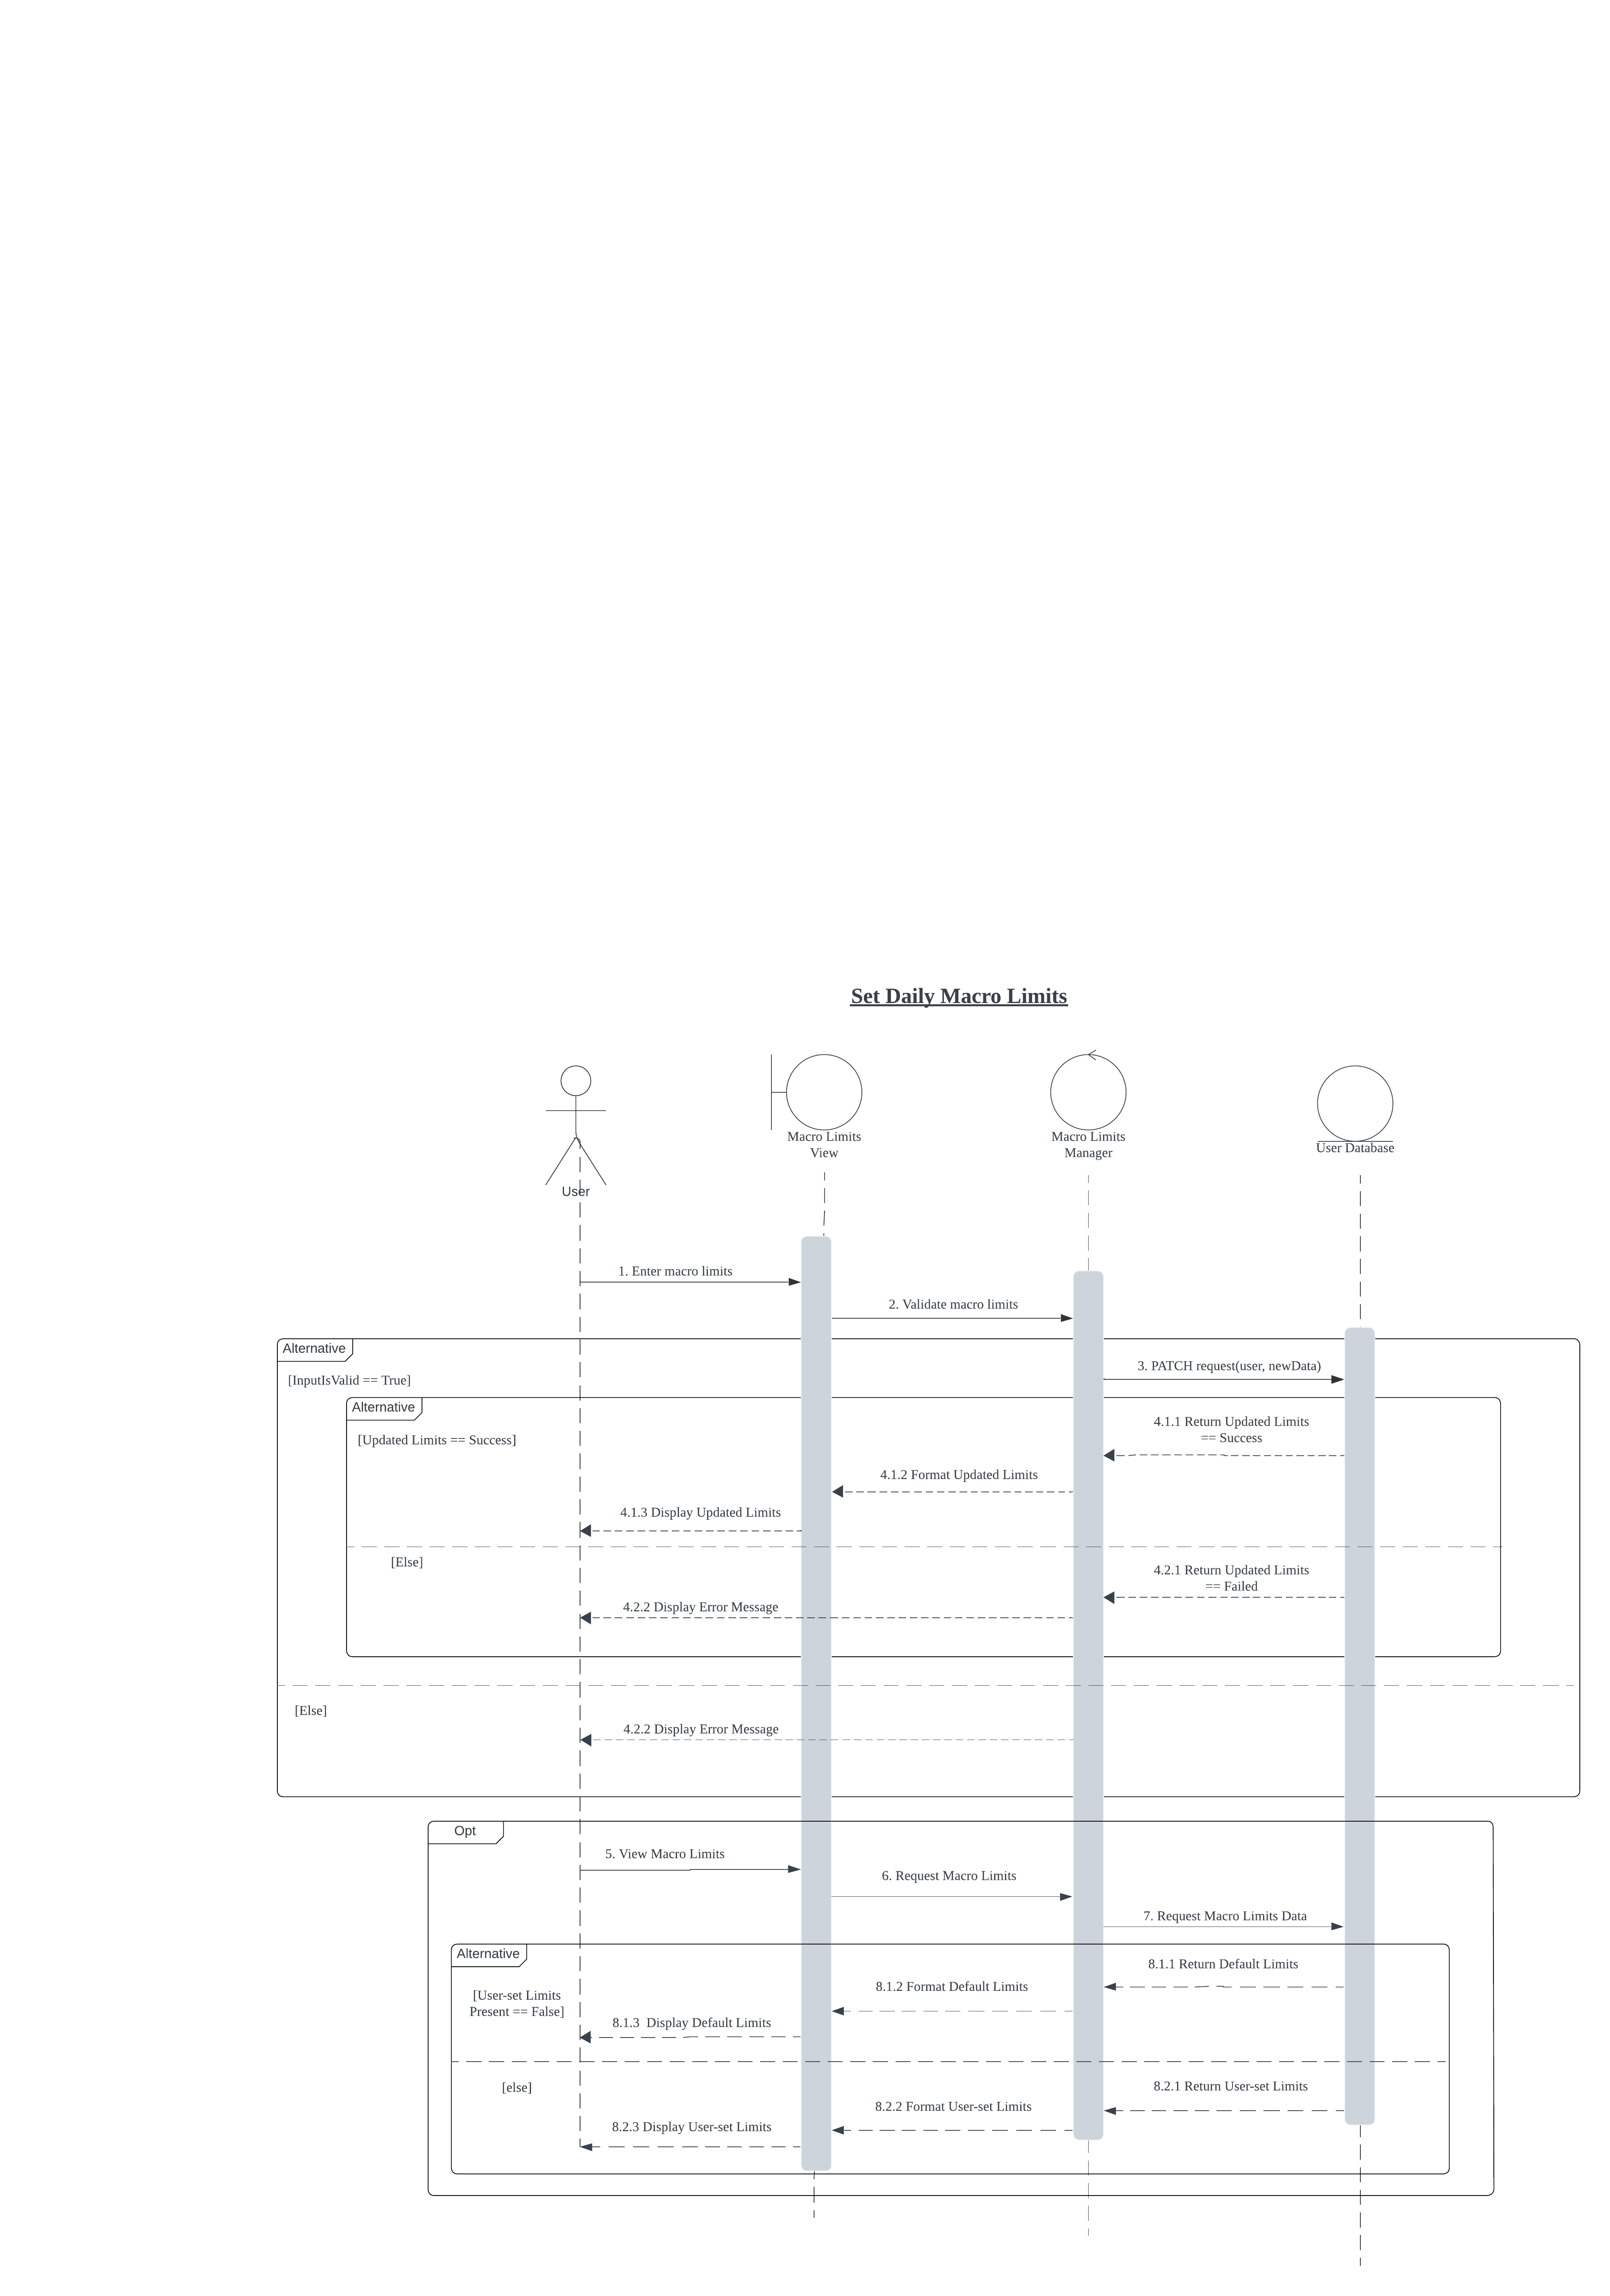 Set Daily Macro Limits
User
Macro Limits
View
Macro Limits
Manager
User Database
1. Enter macro limits
2. Validate macro limits
Alternative
[InputIsValid == True]
3. PATCH request(user, newData)
Alternative
[Updated Limits == Success]
4.1.1 Return Updated Limits
== Success
4.1.2 Format Updated Limits
4.1.3 Display Updated Limits
[Else]
4.2.1 Return Updated Limits
== Failed
4.2.2 Display Error Message
[Else]
4.2.2 Display Error Message
Opt
5. View Macro Limits
6. Request Macro Limits
7. Request Macro Limits Data
Alternative
[User-set Limits
Present == False]
8.1.1 Return Default Limits
8.1.2 Format Default Limits
8.1.3  Display Default Limits
[else]
8.2.1 Return User-set Limits
8.2.2 Format User-set Limits
8.2.3 Display User-set Limits